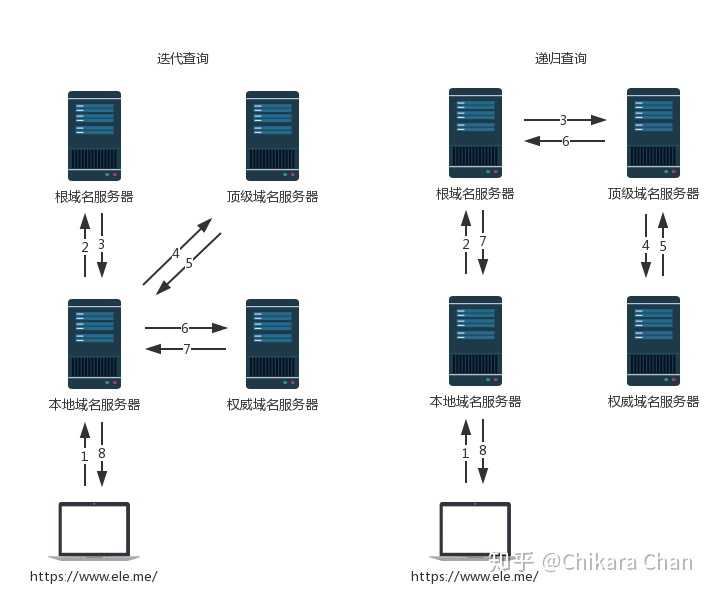 迭代查询
根域名服务器
顶级域名服务器
2
3
4
5
6
7
本地域名服务器
权威域名服务器
1
8
https://www.ele.me/
递归查询
3
6
根域名服务器
顶级域名服务器
2
7
4
5
本地域名服务器
权威域名服务器
1
8
https://www.ele.me/
知乎 @Chikara Chan